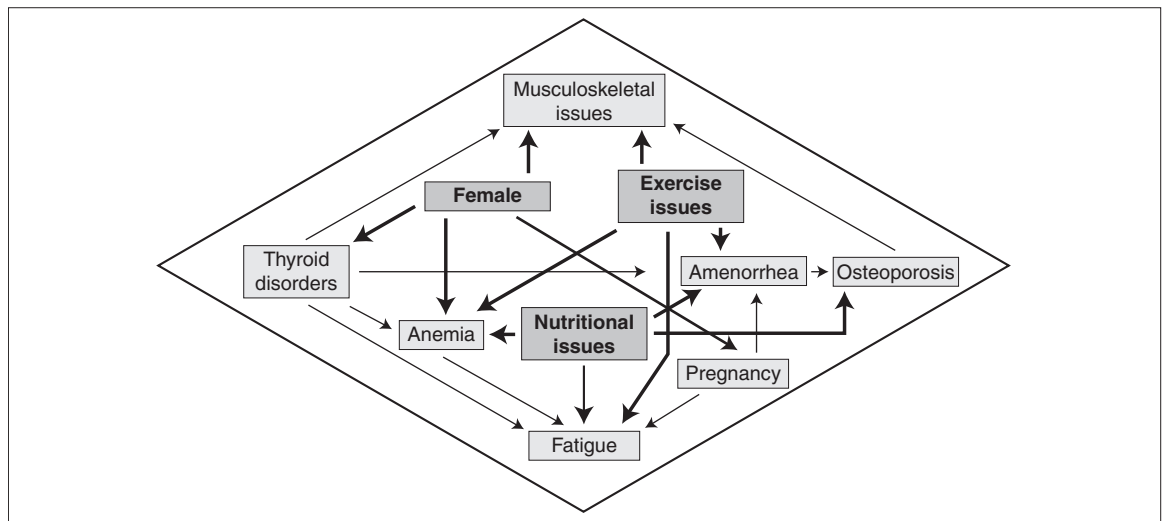 Musculoskeletal
issues
Female
Exercise
issues
Thyroid
disorders
Amenorrhea
Osteoporosis
Anemia
Nutritional
issues
Pregnancy
Fatigue